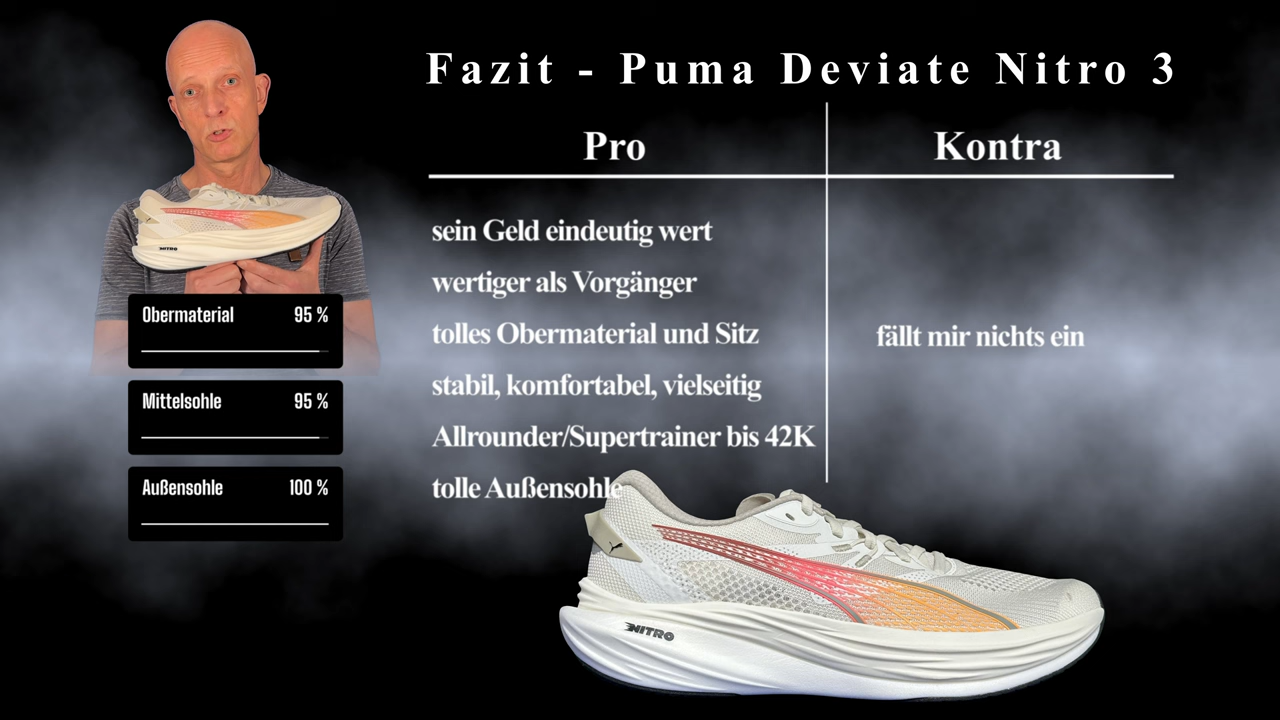 Fazit - Puma Deviate Nitro 3
Pro
Kontra
sein Geld eindeutig wert
wertiger als Vorgänger
tolles Obermaterial und Sitz
stabil, komfortabel, vielseitig
Allrounder/Supertrainer bis 42K
tolle Außensohle
fällt mir nichts ein
NITRO
Obermaterial 95 %
Mittelsohle 95 %
Außensohle 100 %
NITRO